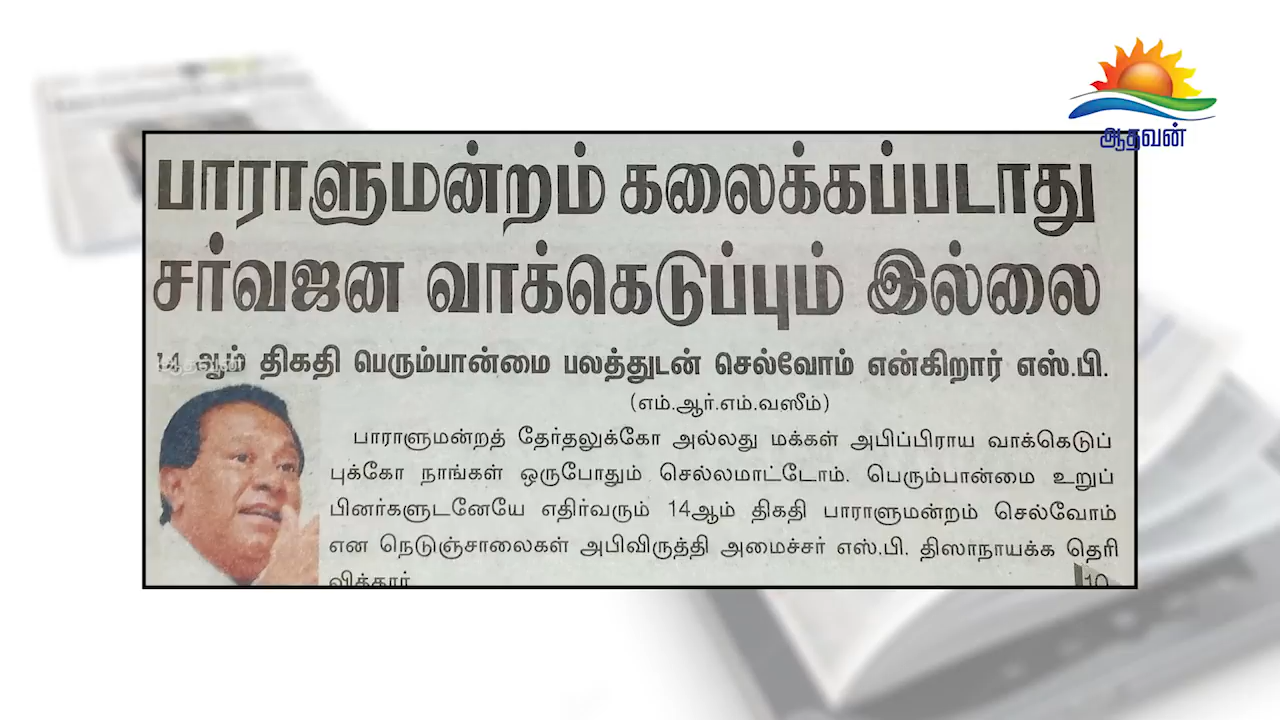 ஆதவன்
பாராளுமன்றம் கலைக்கப்படாது
சர்வஜன வாக்கெடுப்பும் இல்லை
14 ஆம் திகதி பெரும்பான்மை பலத்துடன் செல்வோம் என்கிறார் எஸ்.பி.
(எம்.ஆர்.எம்.வஸீம்)
பாராளுமன்றத் தேர்தலுக்கோ அல்லது மக்கள் அபிப்பிராய வாக்கெடுப்
புக்கோ நாங்கள் ஒருபோதும் செல்லமாட்டோம். பெரும்பான்மை உறுப்
பினர்களுடனேயே எதிர்வரும் 14ஆம் திகதி பாராளுமன்றம் செல்வோம்
என நெடுஞ்சாலைகள் அபிவிருத்தி அமைச்சர் எஸ்.பி. திஸாநாயக்க தெரி
வித்தார்